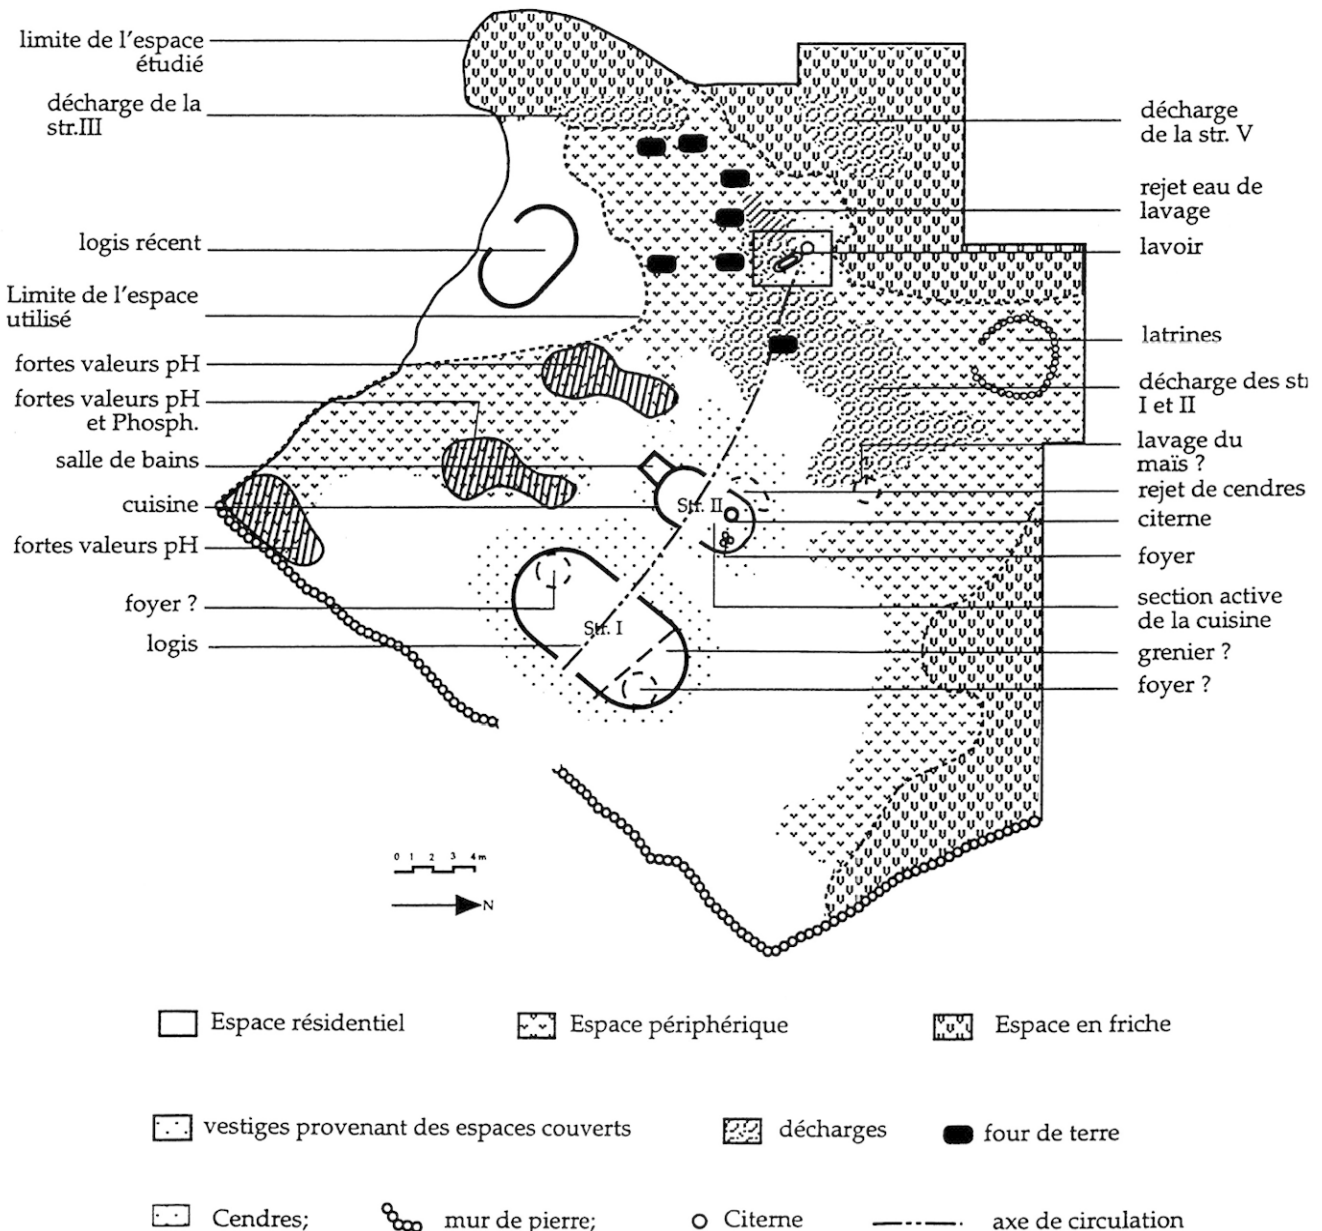 limite de l'espace
étudié
décharge de la
str.III
logis récent
Limite de l'espace
utilisé
fortes valeurs pH
fortes valeurs pH
et Phosph.
salle de bains
cuisine
fortes valeurs pH
foyer ?
logis
décharge
de la str. V
rejet eau de
lavage
lavoir
latrines
décharge des st
I et II
lavage du
maïs ?
rejet de cendres
citerne
foyer
section active
de la cuisine
grenier ?
foyer ?
Str. II
Str. I
0 1 2 3 4 m
N
Espace résidentiel
Espace périphérique
Espace en friche
vestiges provenant des espaces couverts
décharges
four de terre
Cendres;
mur de pierre;
Citerne
axe de circulation